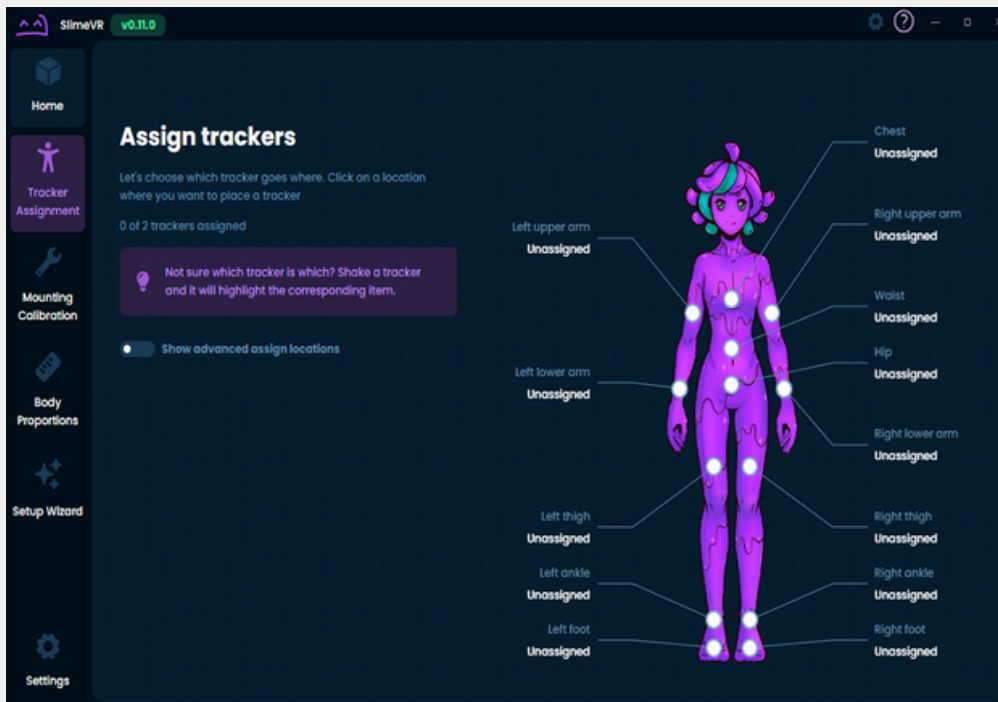 SlimeVR v0.11.0
Home
Tracker
Assignment
Mounting
Calibration
Body
Proportions
Setup Wizard
Settings
Assign trackers
Let's choose which tracker goes where. Click on a location
where you want to place a tracker
0 of 2 trackers assigned
Not sure which tracker is which? Shake a tracker
and it will highlight the corresponding item.
Show advanced assign locations
Left upper arm
Unassigned
Left lower arm
Unassigned
Left thigh
Unassigned
Left ankle
Unassigned
Left foot
Unassigned
Chest
Unassigned
Right upper arm
Unassigned
Waist
Unassigned
Hip
Unassigned
Right lower arm
Unassigned
Right thigh
Unassigned
Right ankle
Unassigned
Right foot
Unassigned